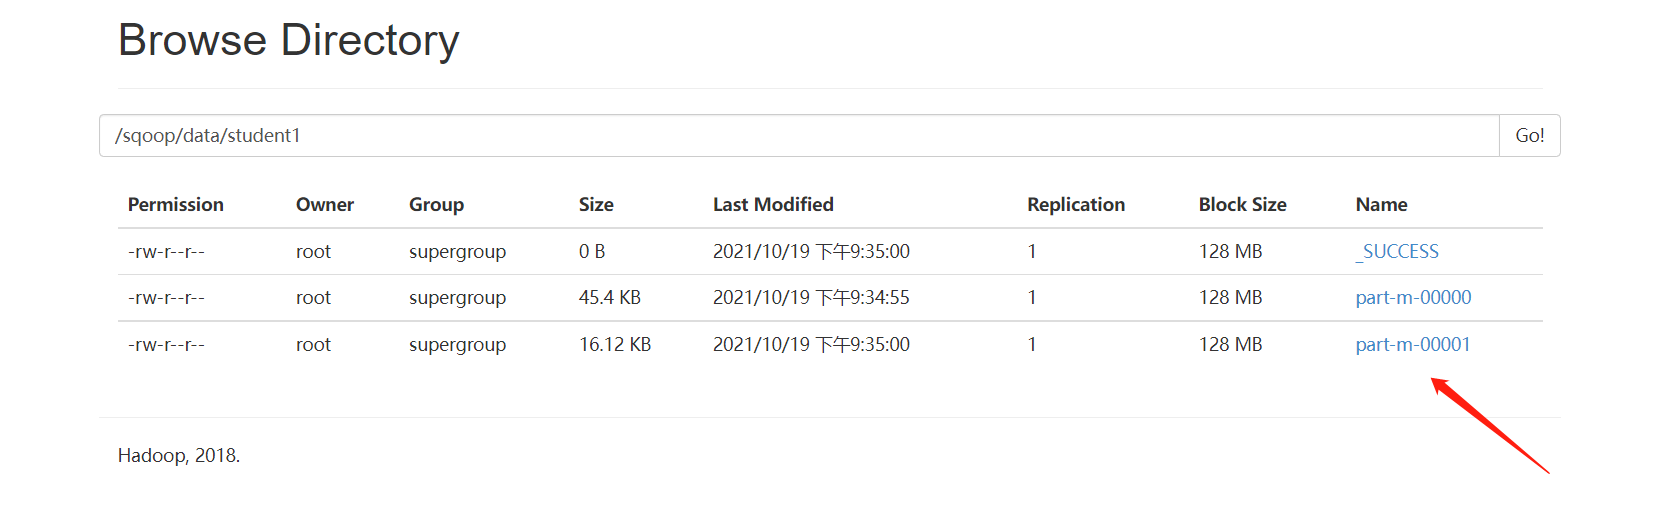 Browse Directory
/sqoop/data/student1 Go!
Permission Owner Group Size Last Modified Replication Block Size Name
-rw-r--r-- root supergroup 0 B 2021/10/19 下午9:35:00 1 128 MB _SUCCESS
-rw-r--r-- root supergroup 45.4 KB 2021/10/19 下午9:34:55 1 128 MB part-m-00000
-rw-r--r-- root supergroup 16.12 KB 2021/10/19 下午9:35:00 1 128 MB part-m-00001
Hadoop, 2018.